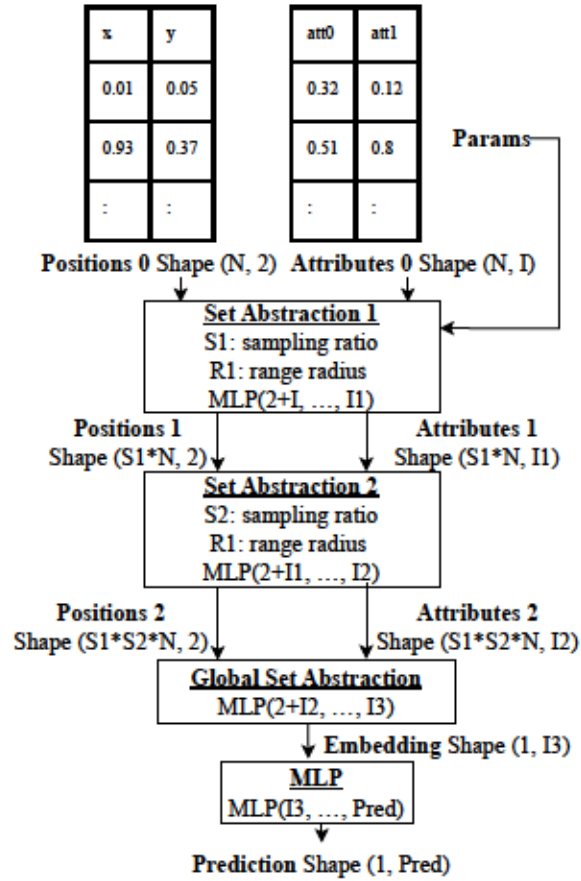 x y att0 att1
0.01 0.05 0.32 0.12
0.93 0.37 0.51 0.8
: : : :
Params
Positions 0 Shape (N, 2) Attributes 0 Shape (N, I)
Set Abstraction 1
S1: sampling ratio
R1: range radius
MLP(2+I, ..., I1)
Positions 1 Attributes 1
Shape (S1*N, 2) Shape (S1*N, I1)
Set Abstraction 2
S2: sampling ratio
R1: range radius
MLP(2+I1, ..., I2)
Positions 2 Attributes 2
Shape (S1*S2*N, 2) Shape (S1*S2*N, I2)
Global Set Abstraction
MLP(2+I2, ..., I3)
Embedding Shape (1, I3)
MLP
MLP(I3, ..., Pred)
Prediction Shape (1, Pred)